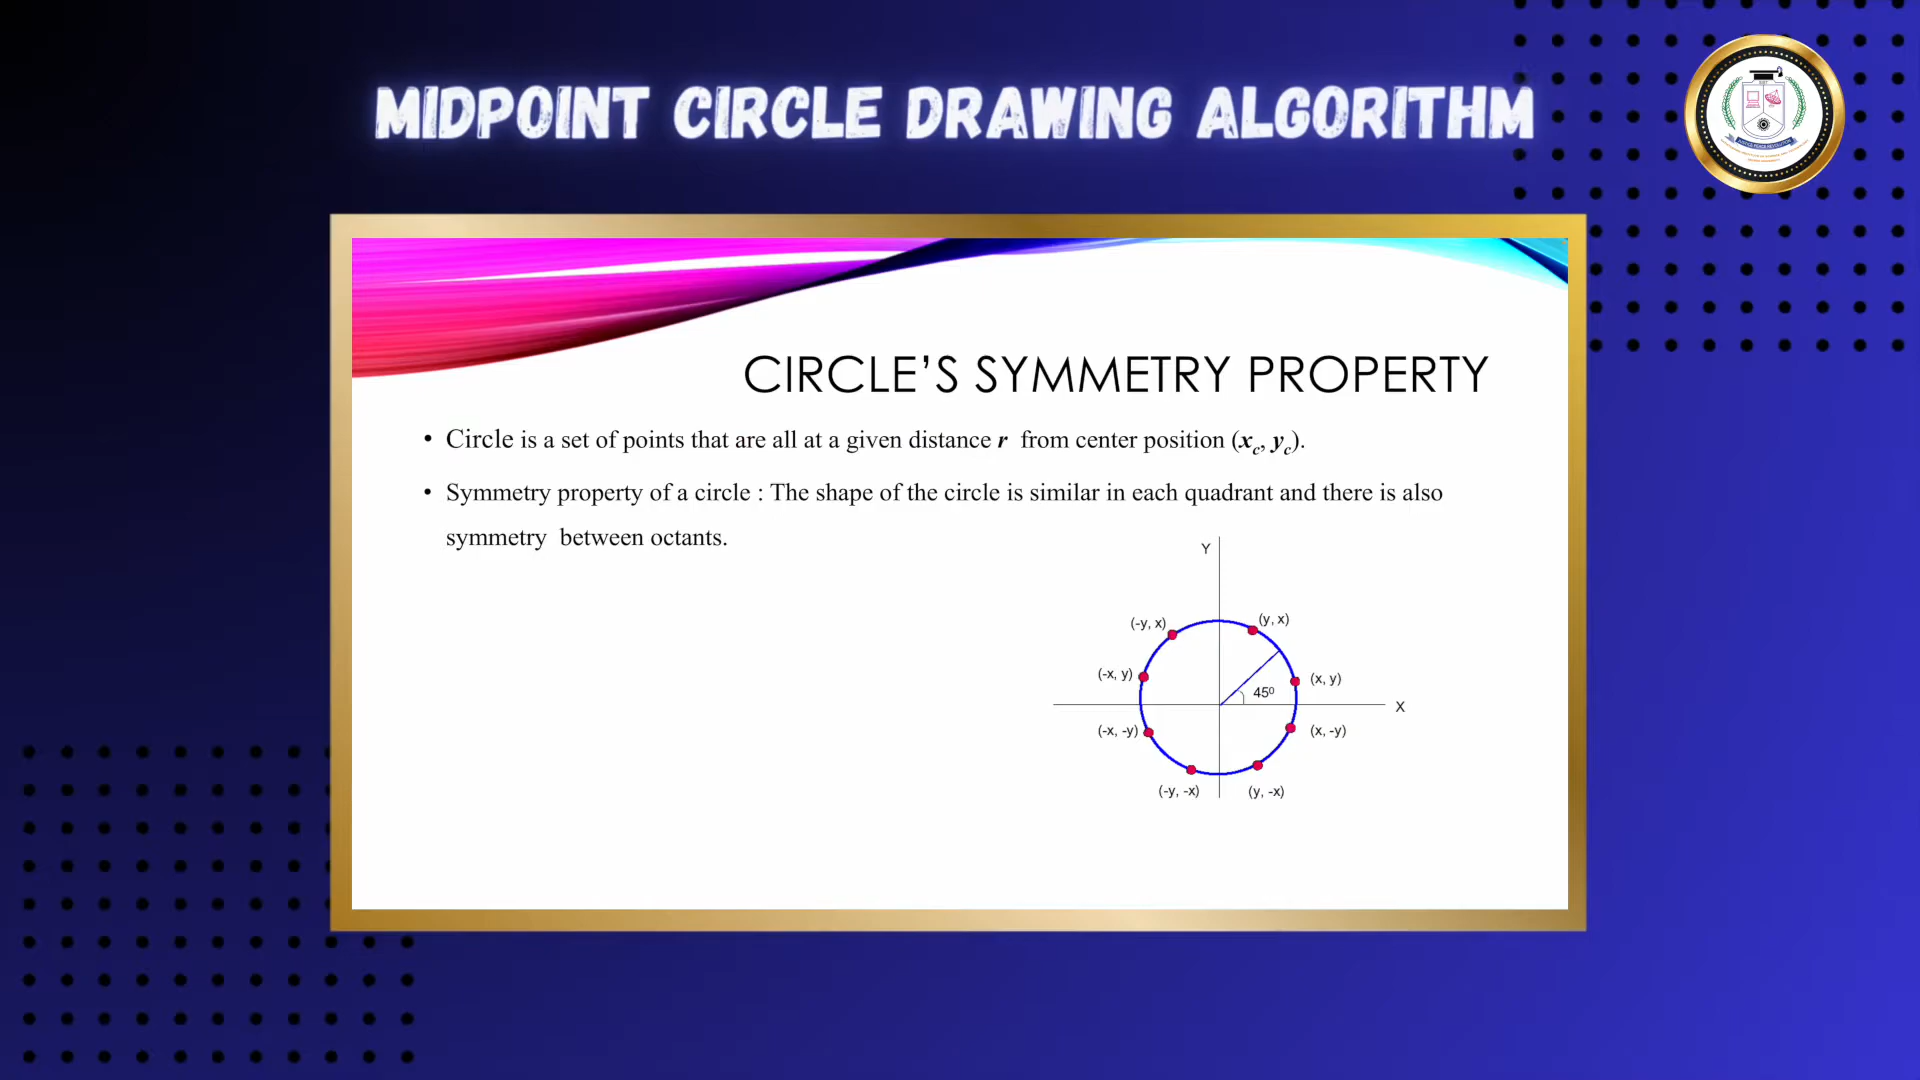 MIDPOINT CIRCLE DRAWING ALGORITHM
CIRCLE’S SYMMETRY PROPERTY
• Circle is a set of points that are all at a given distance r from center position (xc, yc).
• Symmetry property of a circle : The shape of the circle is similar in each quadrant and there is also
symmetry between octants.
Y
(-y, x)
(y, x)
(-x, y)
(x, y)
45⁰
X
(-x, -y)
(x, -y)
(-y, -x)
(y, -x)